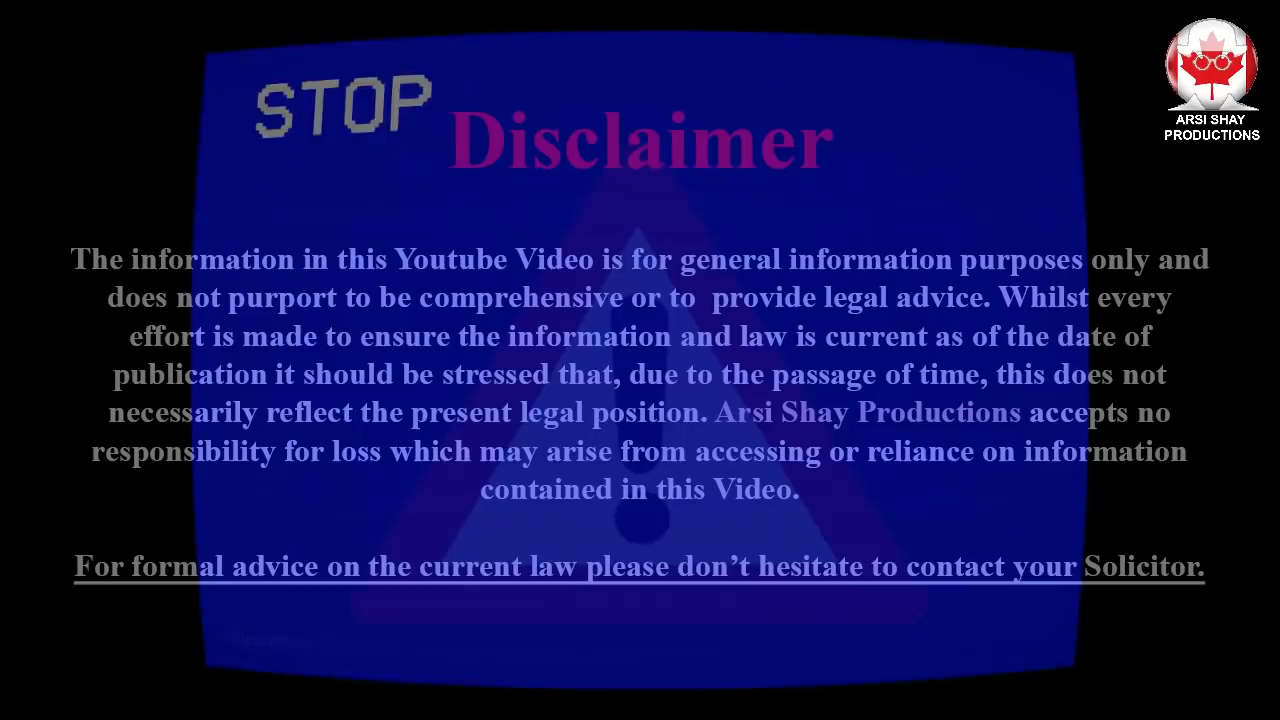 STOP
Disclaimer
ARSI SHAY
PRODUCTIONS
The information in this Youtube Video is for general information purposes only and
does not purport to be comprehensive or to provide legal advice. Whilst every
effort is made to ensure the information and law is current as of the date of
publication it should be stressed that, due to the passage of time, this does not
necessarily reflect the present legal position. Arsi Shay Productions accepts no
responsibility for loss which may arise from accessing or reliance on information
contained in this Video.
For formal advice on the current law please don’t hesitate to contact your Solicitor.